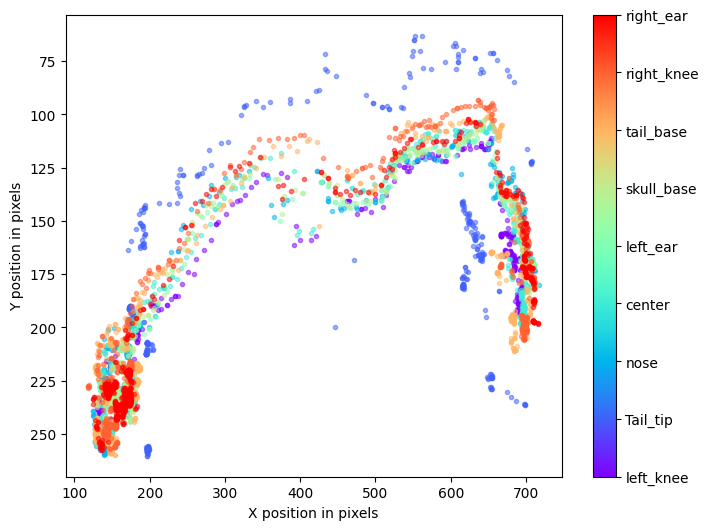 75
100
125
150
175
200
225
250
Y position in pixels
100
200
300
400
500
600
700
X position in pixels
right_ear
right_knee
tail_base
skull_base
left_ear
center
nose
Tail_tip
left_knee